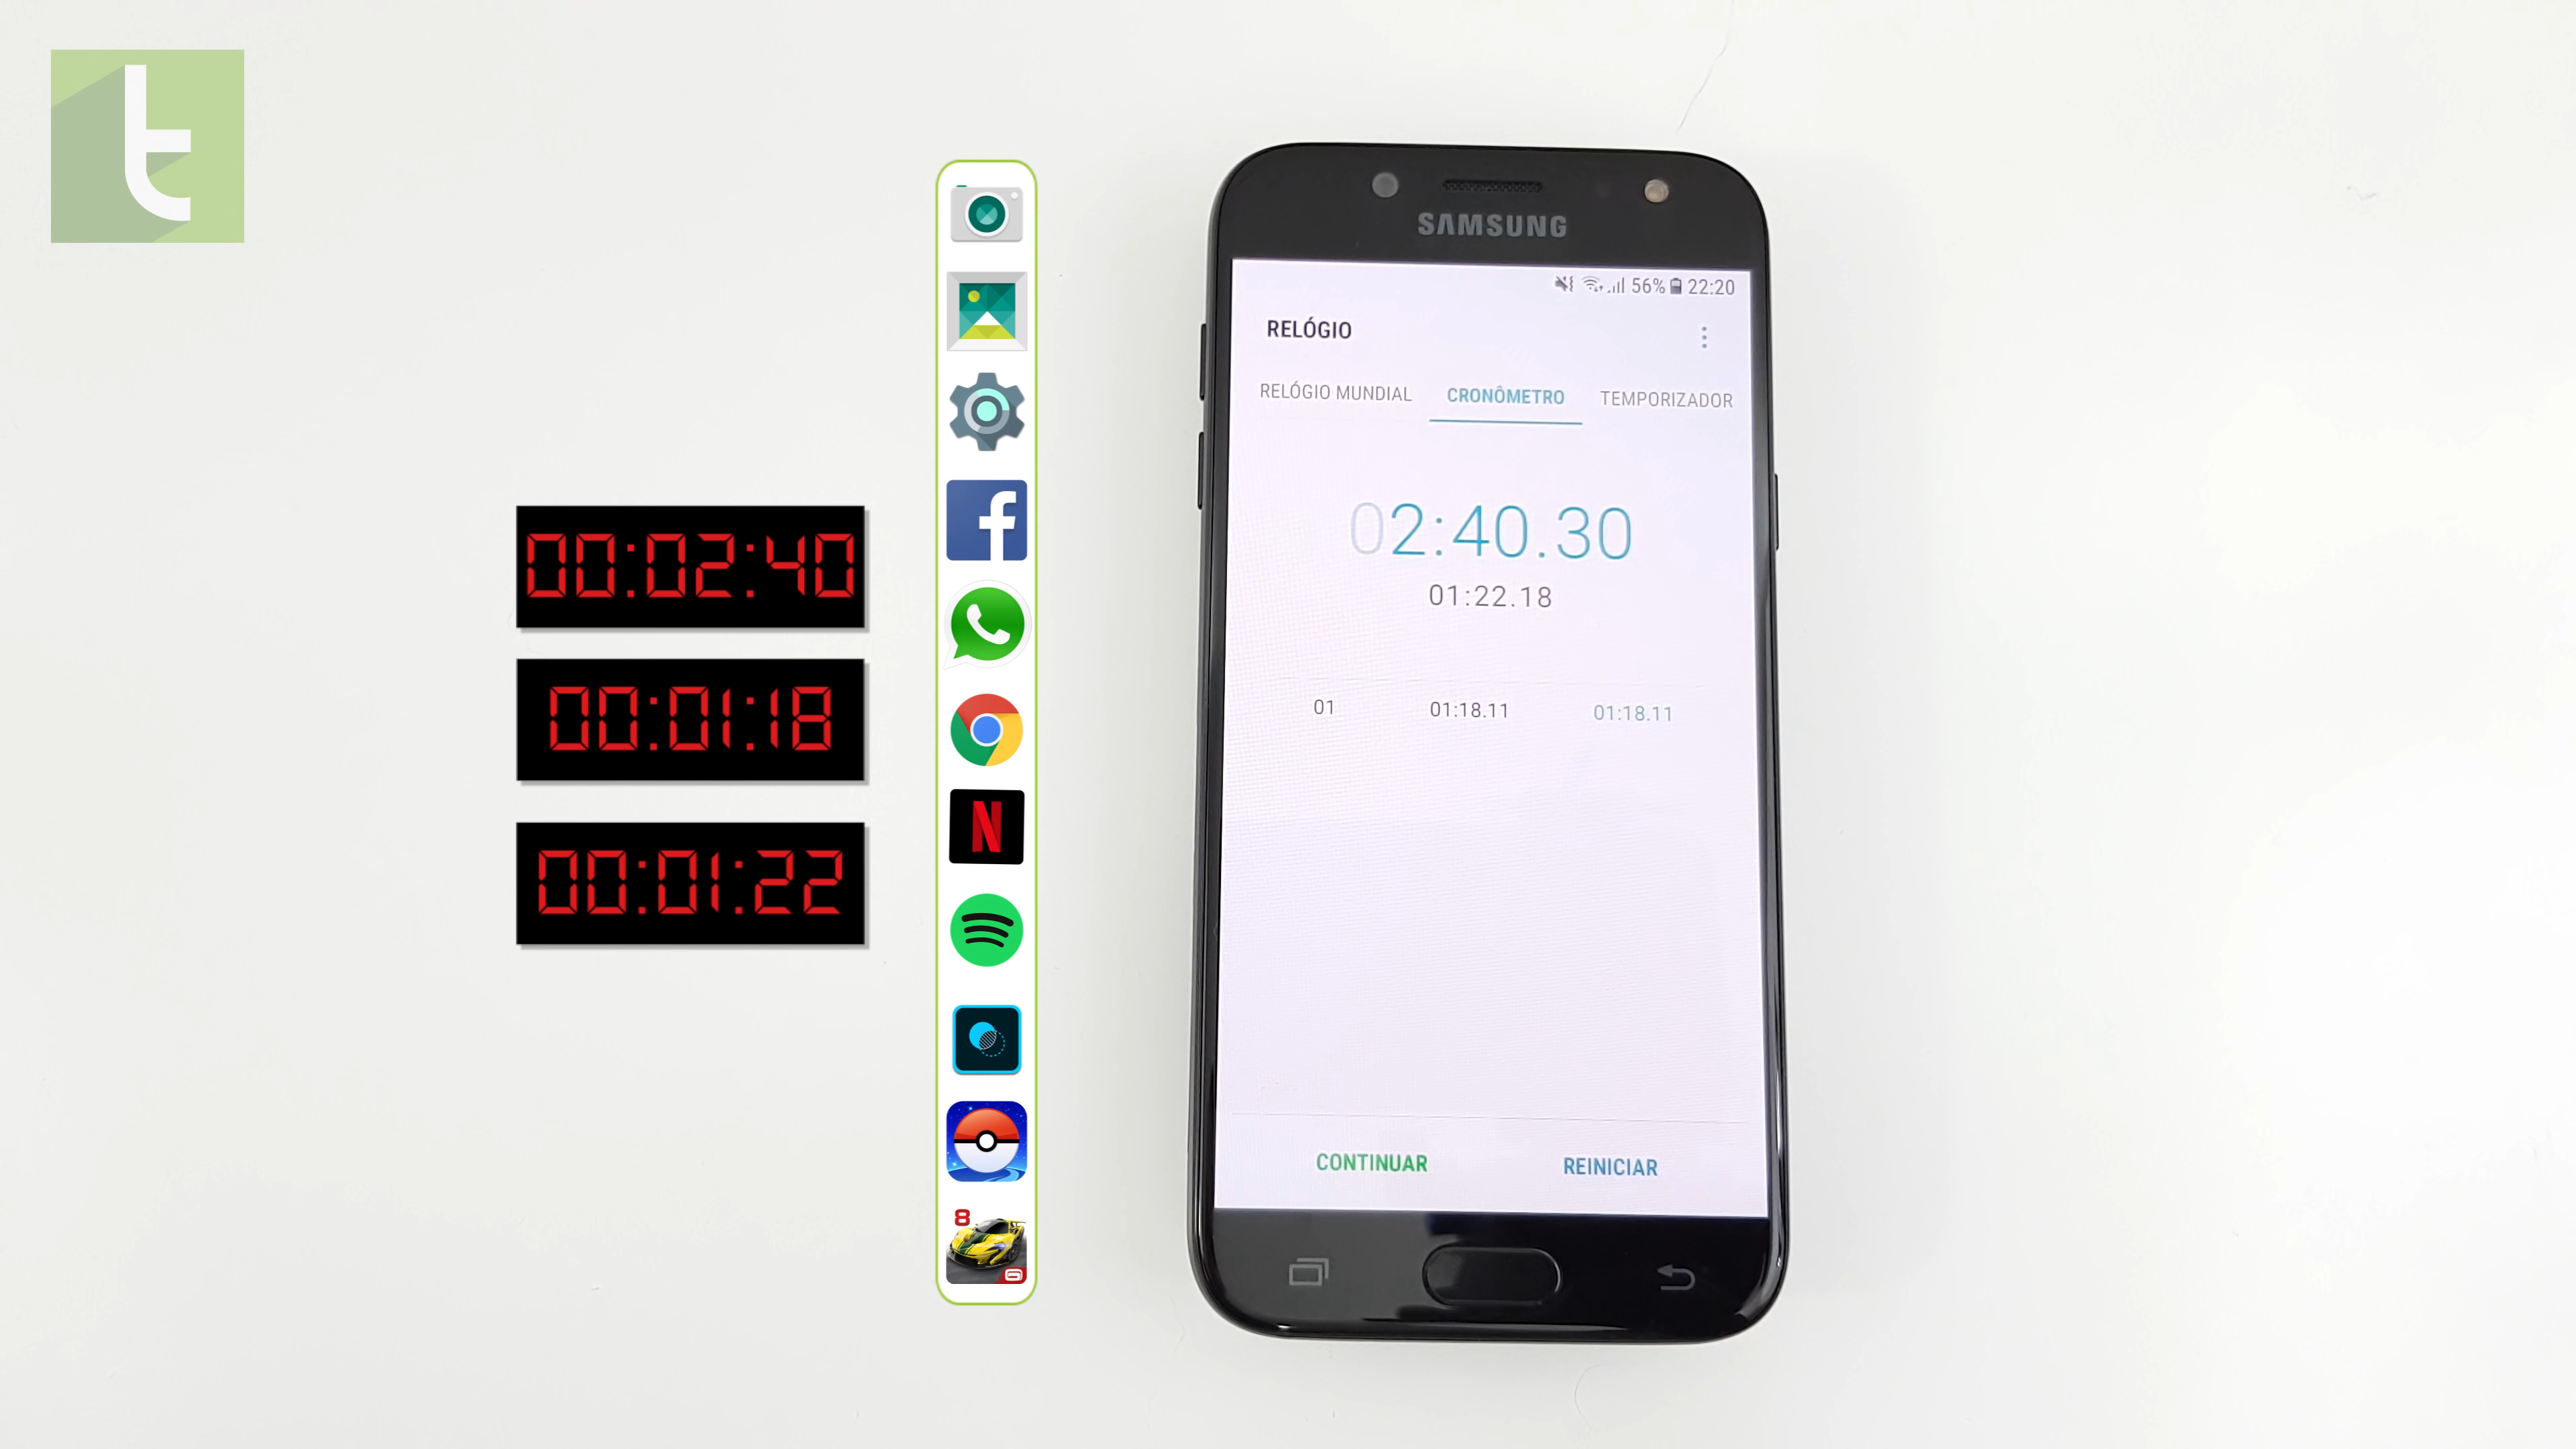 t
00:02:40
00:01:18
00:01:22
f
N
8
SAMSUNG
56% 22:20
RELÓGIO
RELÓGIO MUNDIAL CRONÔMETRO TEMPORIZADOR
02:40.30
01:22.18
01 01:18.11 01:18.11
CONTINUAR REINICIAR